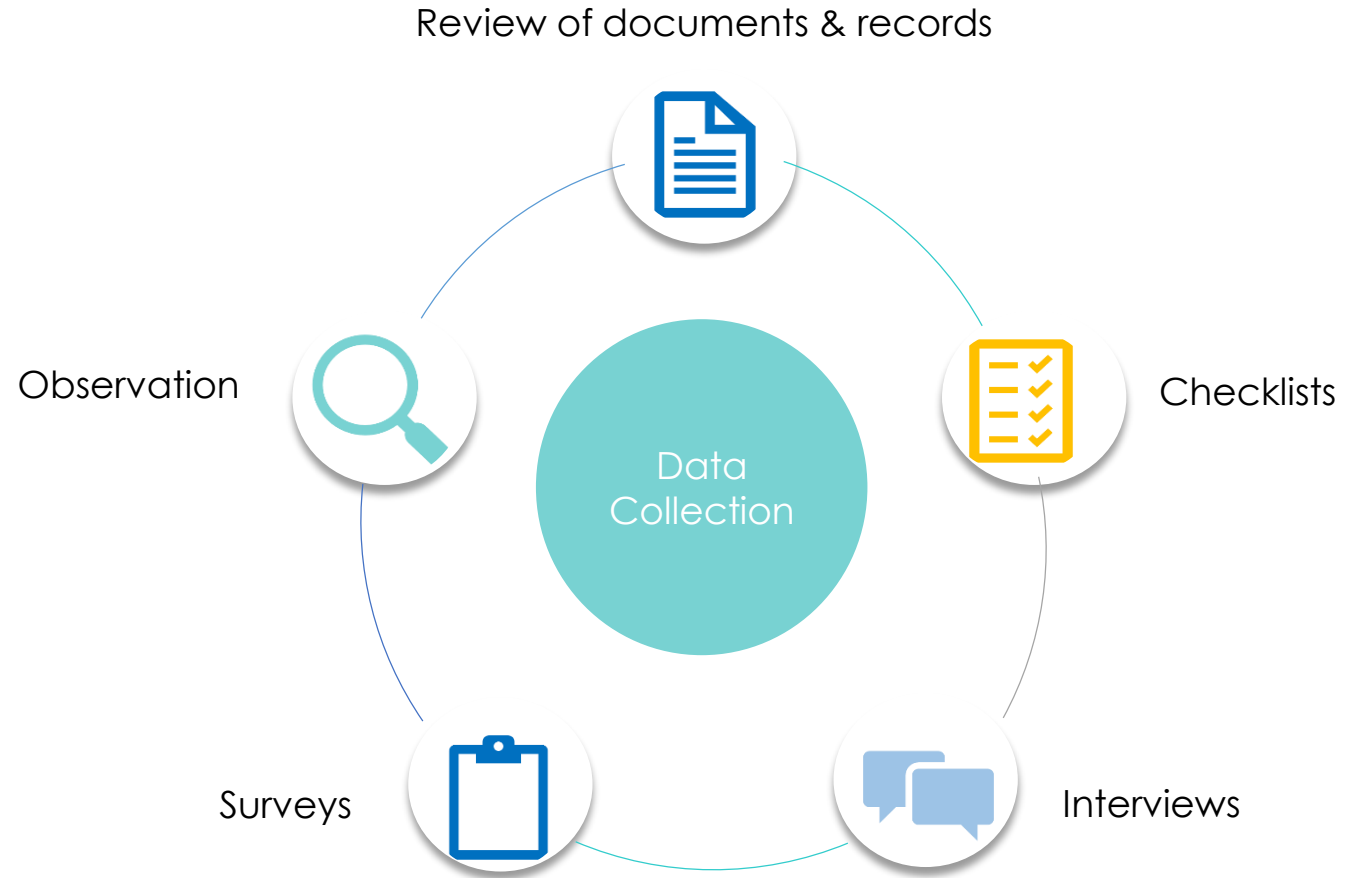 Review of documents & records
Observation
Checklists
Data
Collection
Surveys
Interviews